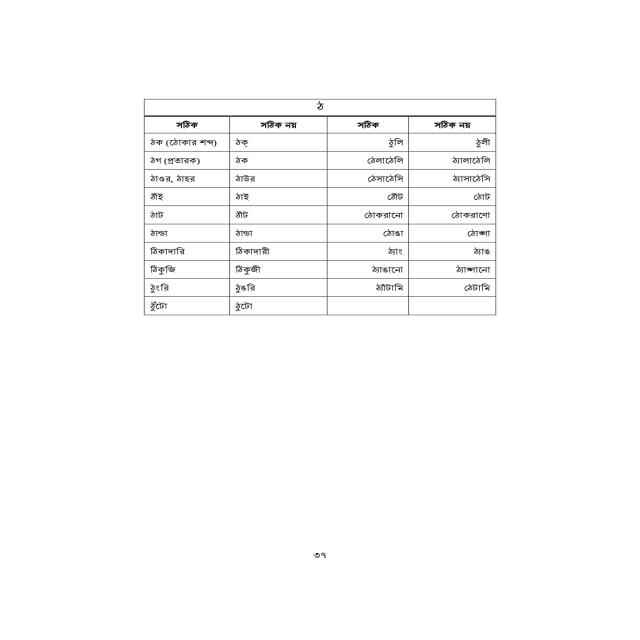 ঠ
সঠিক সঠিক নয় সঠিক সঠিক নয়
ঠক (ঠোকার শব্দ) ঠক্ ঠুলি ঠুলী
ঠগ (প্রতারক) ঠক ঠেলাঠেলি ঠ্যালাঠেলি
ঠাওর, ঠাহর ঠাউর ঠেসাঠেসি ঠ্যাসাঠেসি
ঠাঁই ঠাই ঠোঁট ঠোট
ঠাট ঠাঁট ঠোকরানো ঠোকরাণো
ঠান্ডা ঠান্ডা ঠোঙা ঠোঙ্গা
ঠিকাদারি ঠিকাদারী ঠ্যাং ঠ্যাঙ
ঠিকুজি ঠিকুজী ঠ্যাঙানো ঠ্যাঙ্গানো
ঠুংরি ঠুঙরি ঠ্যাঁটামি ঠেটামি
ঠুঁটো ঠুটো
৩৭